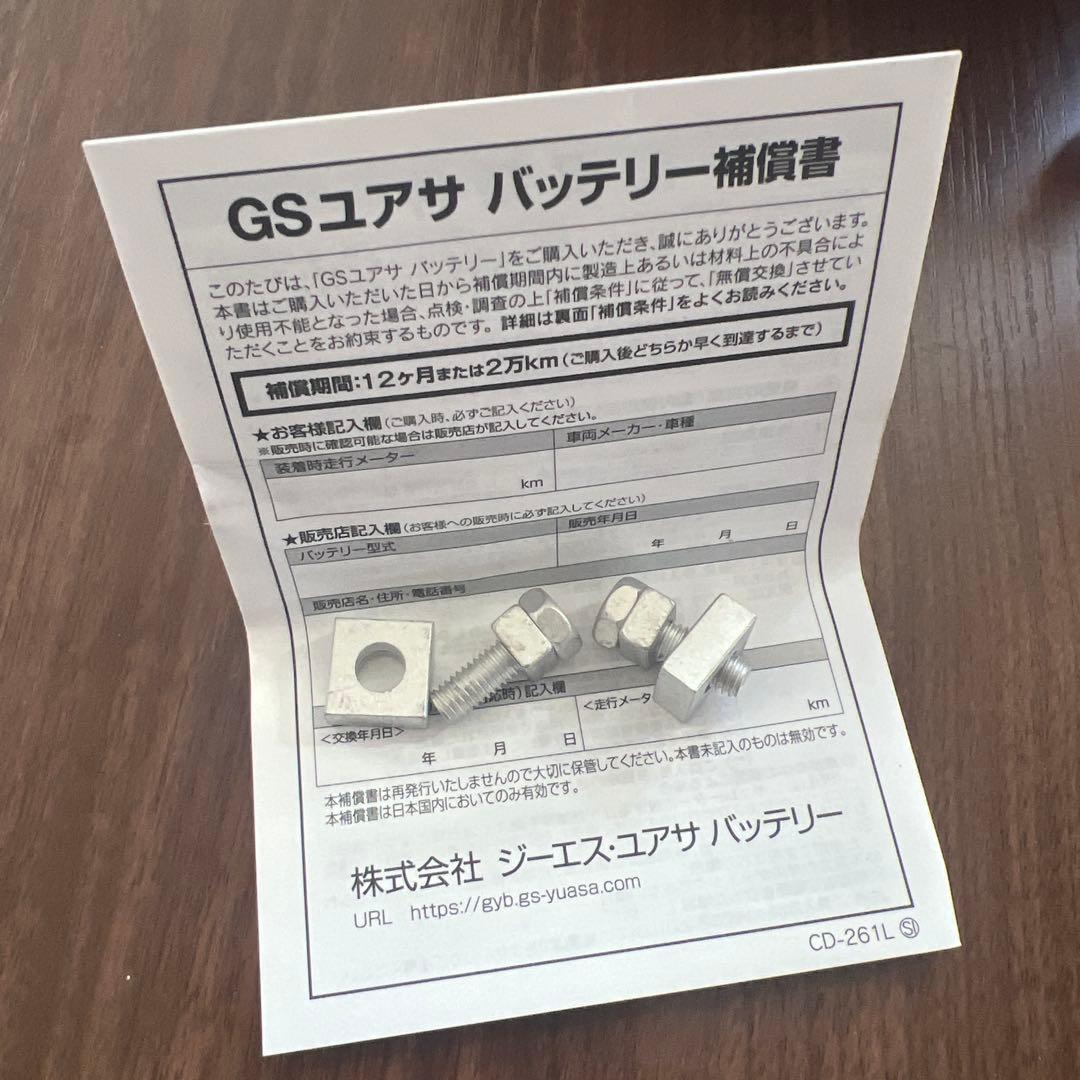 GSユアサ バッテリー補償書
このたびは、「GSユアサ バッテリー」をご購入いただき、誠にありがとうございます。
本書はご購入いただいた日から補償期間内に製造上あるいは材料上の不具合によ
り使用不能となった場合、点検・調査の上「補償条件」に従って、「無償交換」させてい
ただくことをお約束するものです。詳細は裏面「補償条件」をよくお読みください。
補償期間:12ヶ月または2万km(ご購入後どちらか早く到達するまで)
★お客様記入欄(ご購入時、必ずご記入ください)
※販売時に確認可能な場合は販売店が記入してください。
装着時走行メーター 車両メーカー・車種
km
★販売店記入欄(お客様への販売時に必ず記入してください)
バッテリー型式 販売年月日
年 月 日
販売店名・住所・電話番号
応時)記入欄
<交換年月日> <走行メータ
年 月 日 km
本補償書は再発行いたしませんので大切に保管してください。本書未記入のものは無効です。
本補償書は日本国内においてのみ有効です。
株式会社 ジーエス・ユアサ バッテリー
URL https://gyb.gs-yuasa.com
CD-261L SI